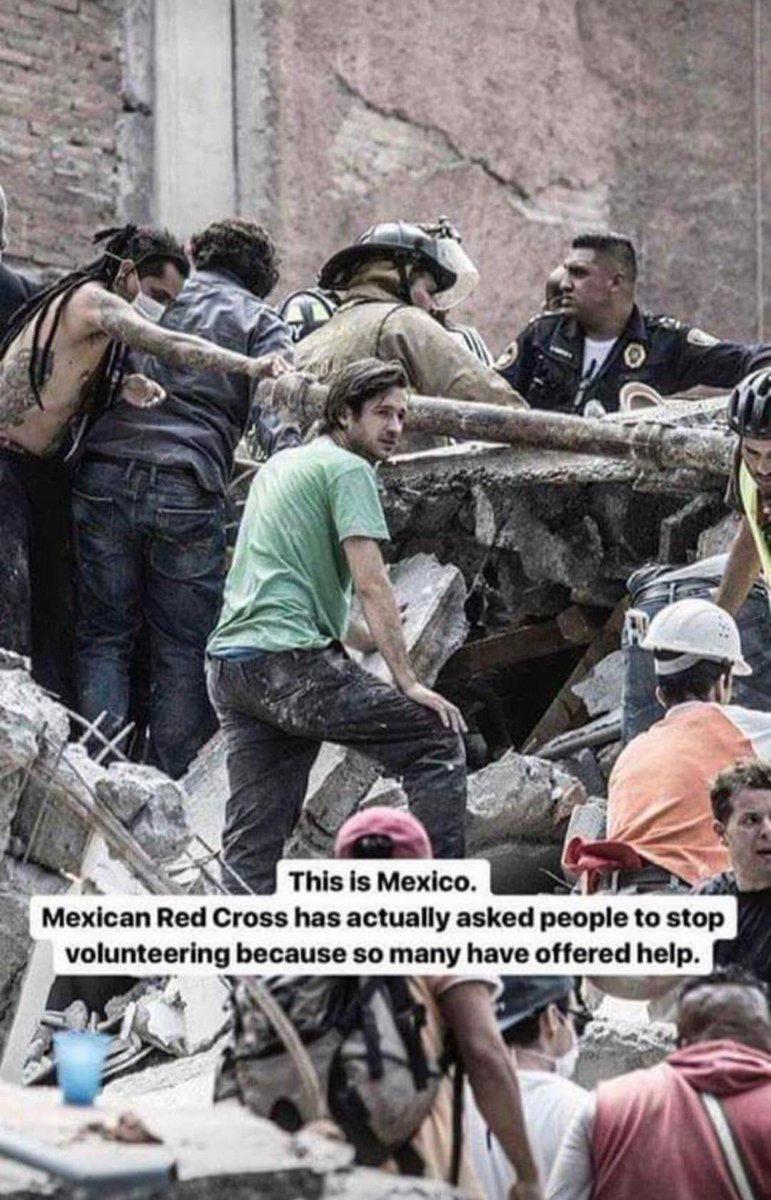 This is Mexico.
Mexican Red Cross has actually asked people to stop
volunteering because so many have offered help.